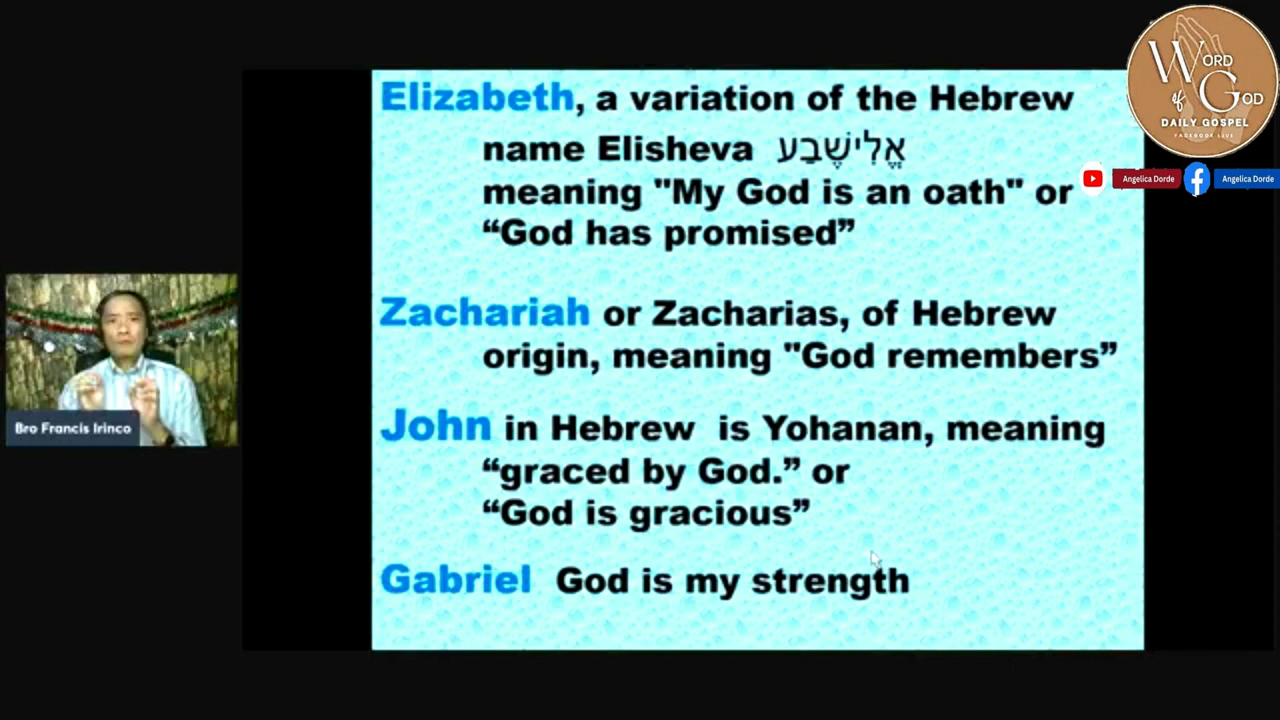 Elizabeth, a variation of the Hebrew
name Elisheva אֱלִישֶׁבַע
meaning "My God is an oath" or
“God has promised”
Zachariah or Zacharias, of Hebrew
origin, meaning "God remembers”
John in Hebrew is Yohanan, meaning
“graced by God.” or
“God is gracious”
Gabriel God is my strength
Bro Francis Irinco
WORD
of GOD
DAILY GOSPEL
FACEBOOK LIVE
Angelica Dorde
Angelica Dorde